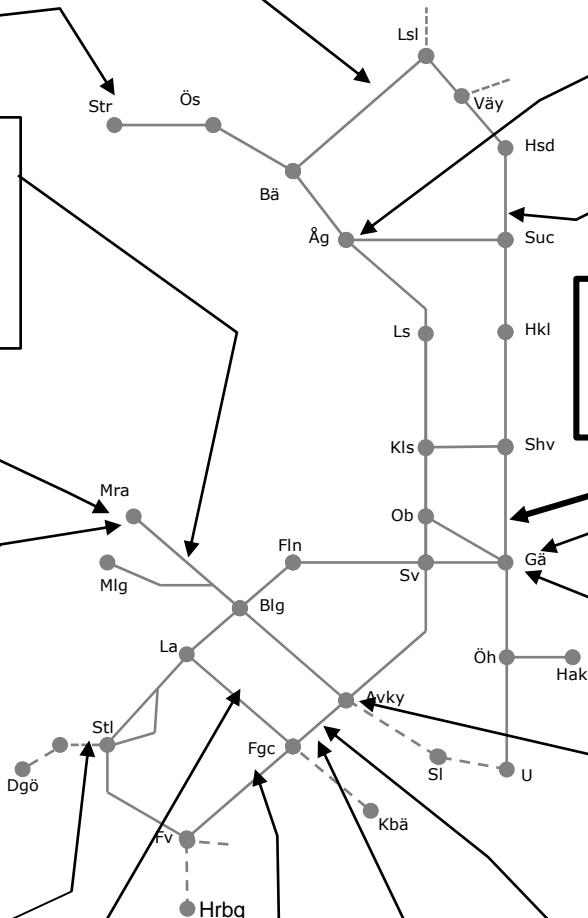 Lsl
Väy
Ös
Str
Hsd
Bä
Åg
Suc
Ls
Hkl
Kls
Shv
Mra
Ob
Fln
Sv
Gä
Mlg
Blg
La
Öh
Hak
Avky
Stl
Fgc
Sl
U
Dgö
Kbä
Fv
Hrbg